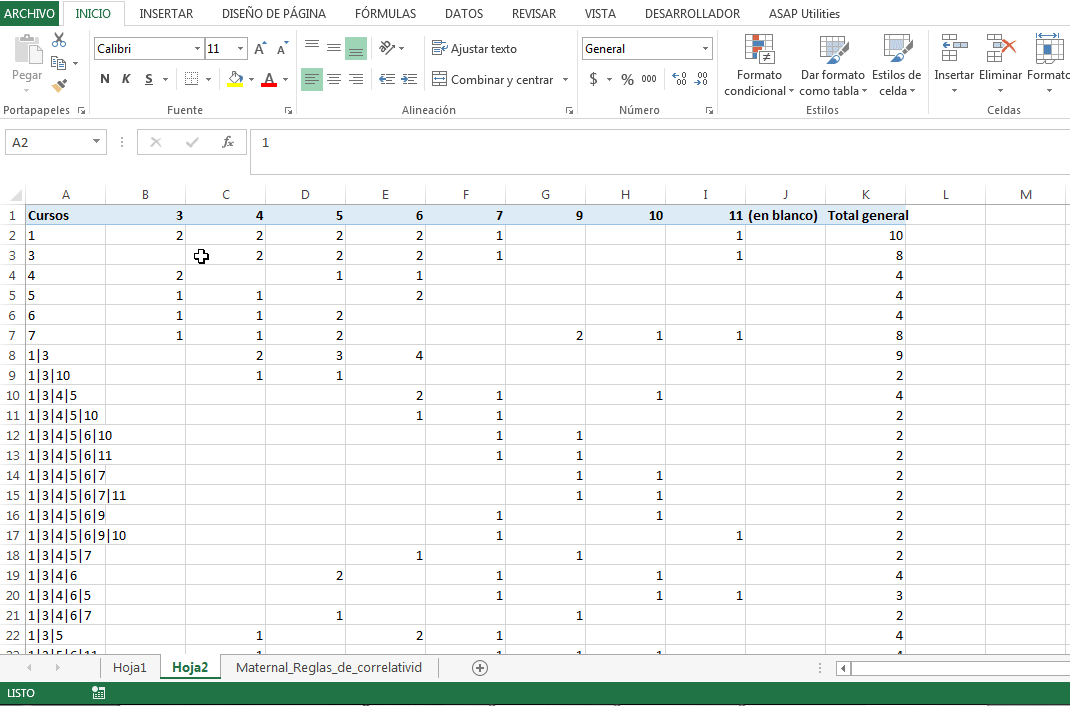 ARCHIVO INICIO INSERTAR DISEÑO DE PÁGINA FÓRMULAS DATOS REVISAR VISTA DESARROLLADOR ASAP Utilities
Pegar
Calibri 11
N K S
Ajustar texto
Combinar y centrar
General
$ % 000
Formato condicional
Dar formato como tabla
Estilos de celda
Insertar Eliminar Formato
Portapapeles Fuente Alineación Número Estilos Celdas
A2 fx 1
A B C D E F G H I J K L M
1 Cursos 3 4 5 6 7 9 10 11 (en blanco) Total general
2 1 2 2 2 2 1 1 10
3 3 2 2 2 1 1 8
4 4 2 1 1 4
5 5 1 1 2 4
6 6 1 1 2 4
7 7 1 1 2 2 1 1 8
8 1|3 2 3 4 9
9 1|3|10 1 1 2
10 1|3|4|5 2 1 1 4
11 1|3|4|5|10 1 1 2
12 1|3|4|5|6|10 1 1 2
13 1|3|4|5|6|11 1 1 2
14 1|3|4|5|6|7 1 1 2
15 1|3|4|5|6|7|11 1 1 2
16 1|3|4|5|6|9 1 1 2
17 1|3|4|5|6|9|10 1 1 2
18 1|3|4|5|7 1 1 2
19 1|3|4|6 2 1 1 4
20 1|3|4|6|5 1 1 1 3
21 1|3|4|6|7 1 1 2
22 1|3|5 1 2 1 4
Hoja1 Hoja2 Maternal_Reglas_de_correlativid
LISTO